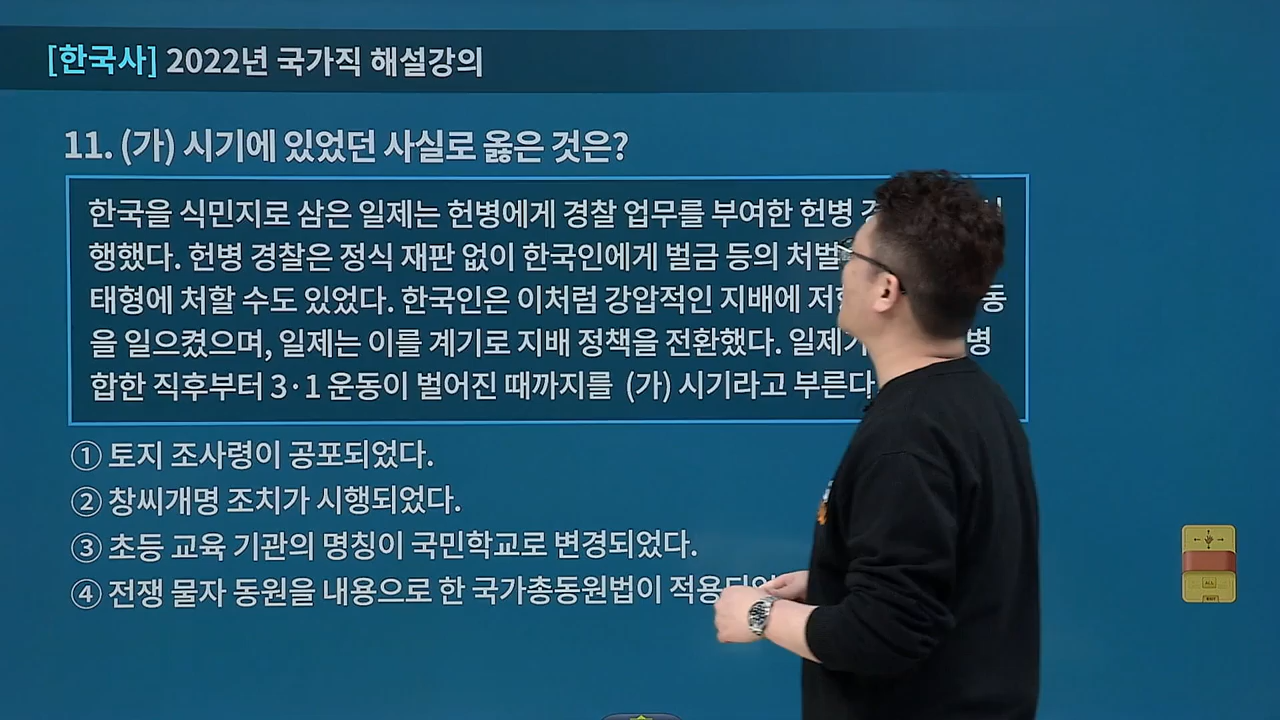 [한국사] 2022년 국가직 해설강의
11. (가) 시기에 있었던 사실로 옳은 것은?
한국을 식민지로 삼은 일제는 헌병에게 경찰 업무를 부여한 헌병
행했다. 헌병 경찰은 정식 재판 없이 한국인에게 벌금 등의 처벌
태형에 처할 수도 있었다. 한국인은 이처럼 강압적인 지배에 동
을 일으켰으며, 일제는 이를 계기로 지배 정책을 전환했다. 일제가 병
합한 직후부터 3·1 운동이 벌어진 때까지를 (가) 시기라고 부른다
① 토지 조사령이 공포되었다.
② 창씨개명 조치가 시행되었다.
③ 초등 교육 기관의 명칭이 국민학교로 변경되었다.
④ 전쟁 물자 동원을 내용으로 한 국가총동원법이
ALL
EXIT